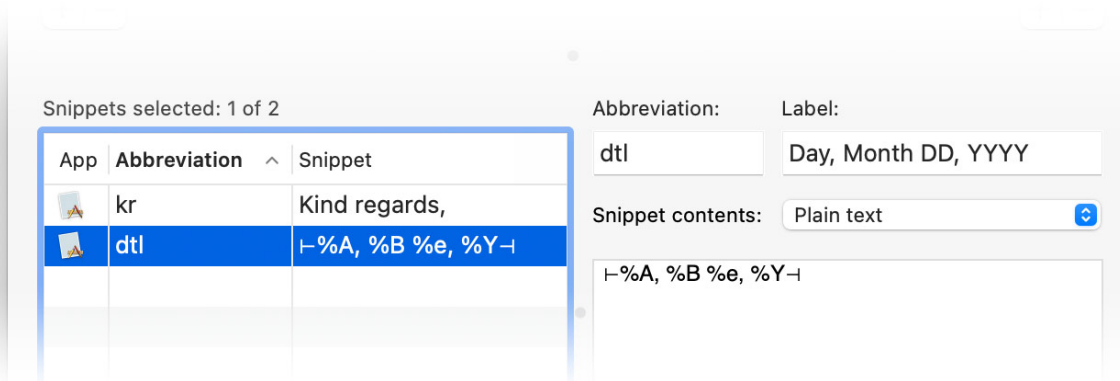 Snippets selected: 1 of 2
App Abbreviation Snippet
kr Kind regards,
dtl ⊢%A, %B %e, %Y⊣
Abbreviation: Label:
dtl Day, Month DD, YYYY
Snippet contents: Plain text
⊢%A, %B %e, %Y⊣